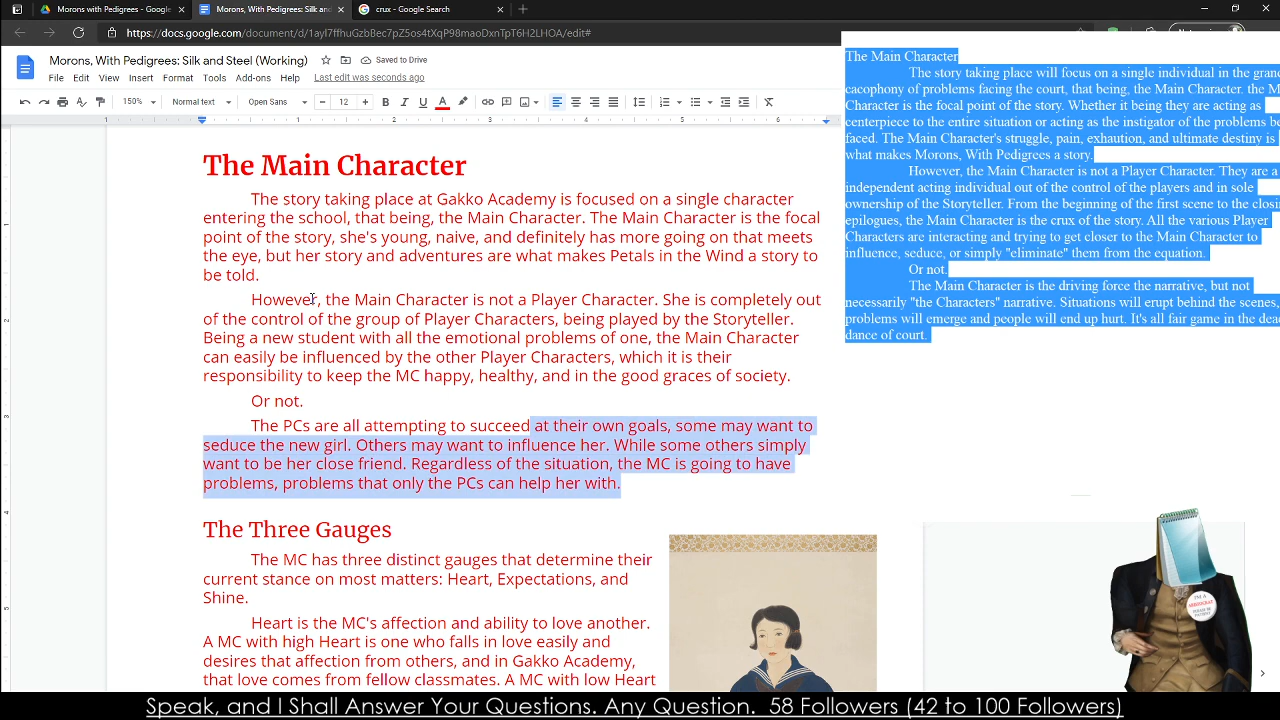 Morons with Pedigrees - Google
Morons, With Pedigrees: Silk and
crux - Google Search
https://docs.google.com/document/d/1ayI7ffhuGzbBec7pZ5os4tXqP98maoDxnTpT6H2LHOA/edit#
Morons, With Pedigrees: Silk and Steel (Working)
Saved to Drive
File Edit View Insert Format Tools Add-ons Help Last edit was seconds ago
150% Normal text Open Sans 12 B I U A
1 1 2 3 4 5 6
The Main Character
The story taking place at Gakko Academy is focused on a single character
entering the school, that being, the Main Character. The Main Character is the focal
point of the story, she's young, naive, and definitely has more going on that meets
the eye, but her story and adventures are what makes Petals in the Wind a story to
be told.
However, the Main Character is not a Player Character. She is completely out
of the control of the group of Player Characters, being played by the Storyteller.
Being a new student with all the emotional problems of one, the Main Character
can easily be influenced by the other Player Characters, which it is their
responsibility to keep the MC happy, healthy, and in the good graces of society.
Or not.
The PCs are all attempting to succeed at their own goals, some may want to
seduce the new girl. Others may want to influence her. While some others simply
want to be her close friend. Regardless of the situation, the MC is going to have
problems, problems that only the PCs can help her with.
The Three Gauges
The MC has three distinct gauges that determine their
current stance on most matters: Heart, Expectations, and
Shine.
Heart is the MC's affection and ability to love another.
A MC with high Heart is one who falls in love easily and
desires that affection from others, and in Gakko Academy,
that love comes from fellow classmates. A MC with low Heart
The Main Character
The story taking place will focus on a single individual in the grand
cacophony of problems facing the court, that being, the Main Character. the M
Character is the focal point of the story. Whether it being they are acting as
centerpiece to the entire situation or acting as the instigator of the problems be
faced. The Main Character's struggle, pain, exhaution, and ultimate destiny is
what makes Morons, With Pedigrees a story.
However, the Main Character is not a Player Character. They are a
independent acting individual out of the control of the players and in sole
ownership of the Storyteller. From the beginning of the first scene to the closi
epilogues, the Main Character is the crux of the story. All the various Player
Characters are interacting and trying to get closer to the Main Character to
influence, seduce, or simply "eliminate" them from the equation.
Or not.
The Main Character is the driving force the narrative, but not
necessarily "the Characters" narrative. Situations will erupt behind the scenes,
problems will emerge and people will end up hurt. It's all fair game in the dead
dance of court.
I'M A
Speak, and I Shall Answer Your Questions. Any Question. 58 Followers (42 to 100 Followers)